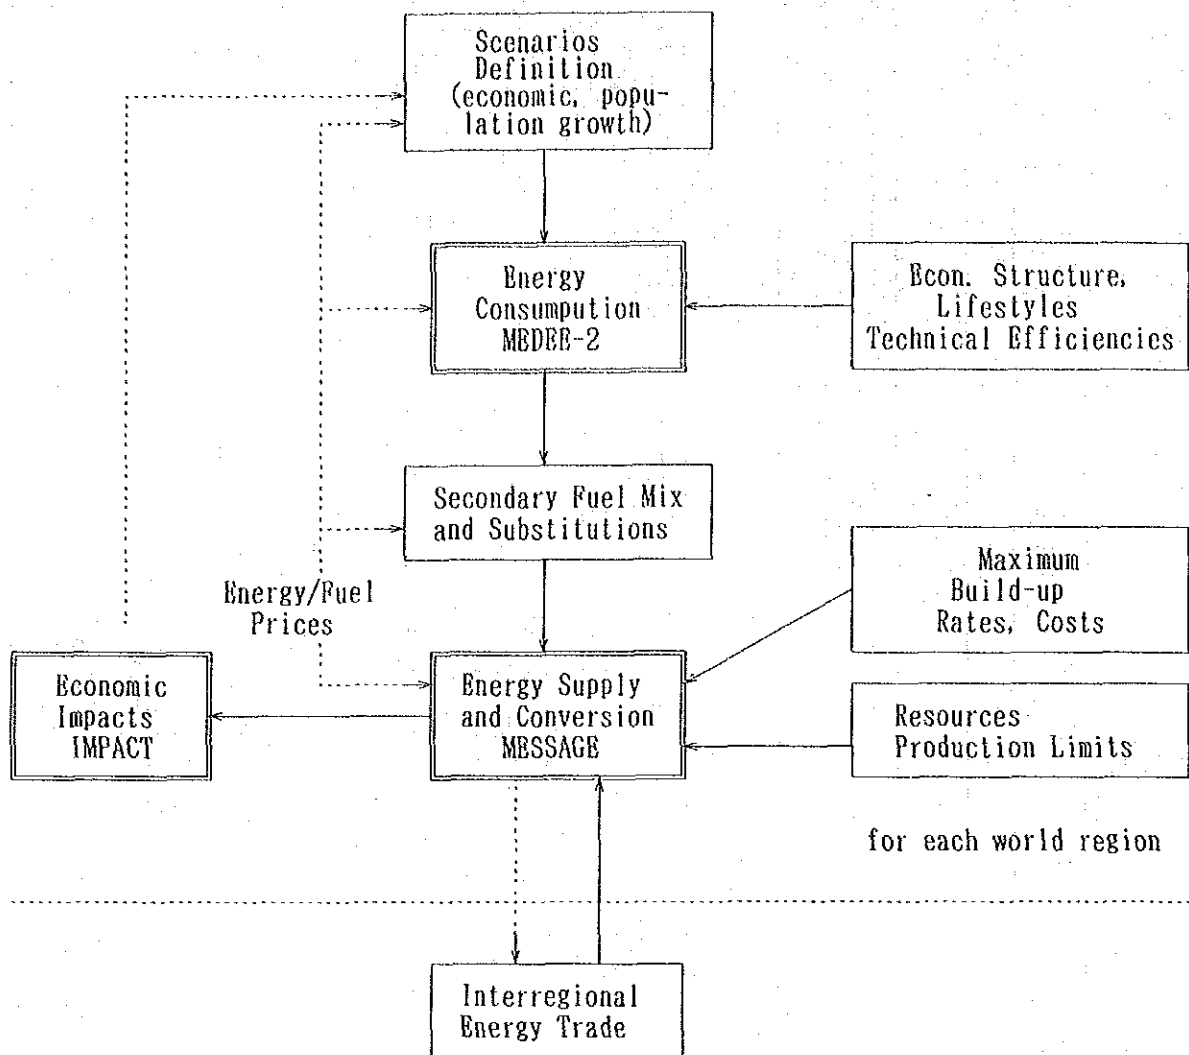 Scenarios
Definition
(economic, popu-
lation growth)
Energy
Consumpution
MEDEE-2
Econ. Structure,
Lifestyles
Technical Efficiencies
Secondary Fuel Mix
and Substitutions
Maximum
Build-up
Rates, Costs
Energy/Fuel
Prices
Economic
Impacts
IMPACT
Energy Supply
and Conversion
MESSAGE
Resources
Production Limits
for each world region
Interregional
Energy Trade